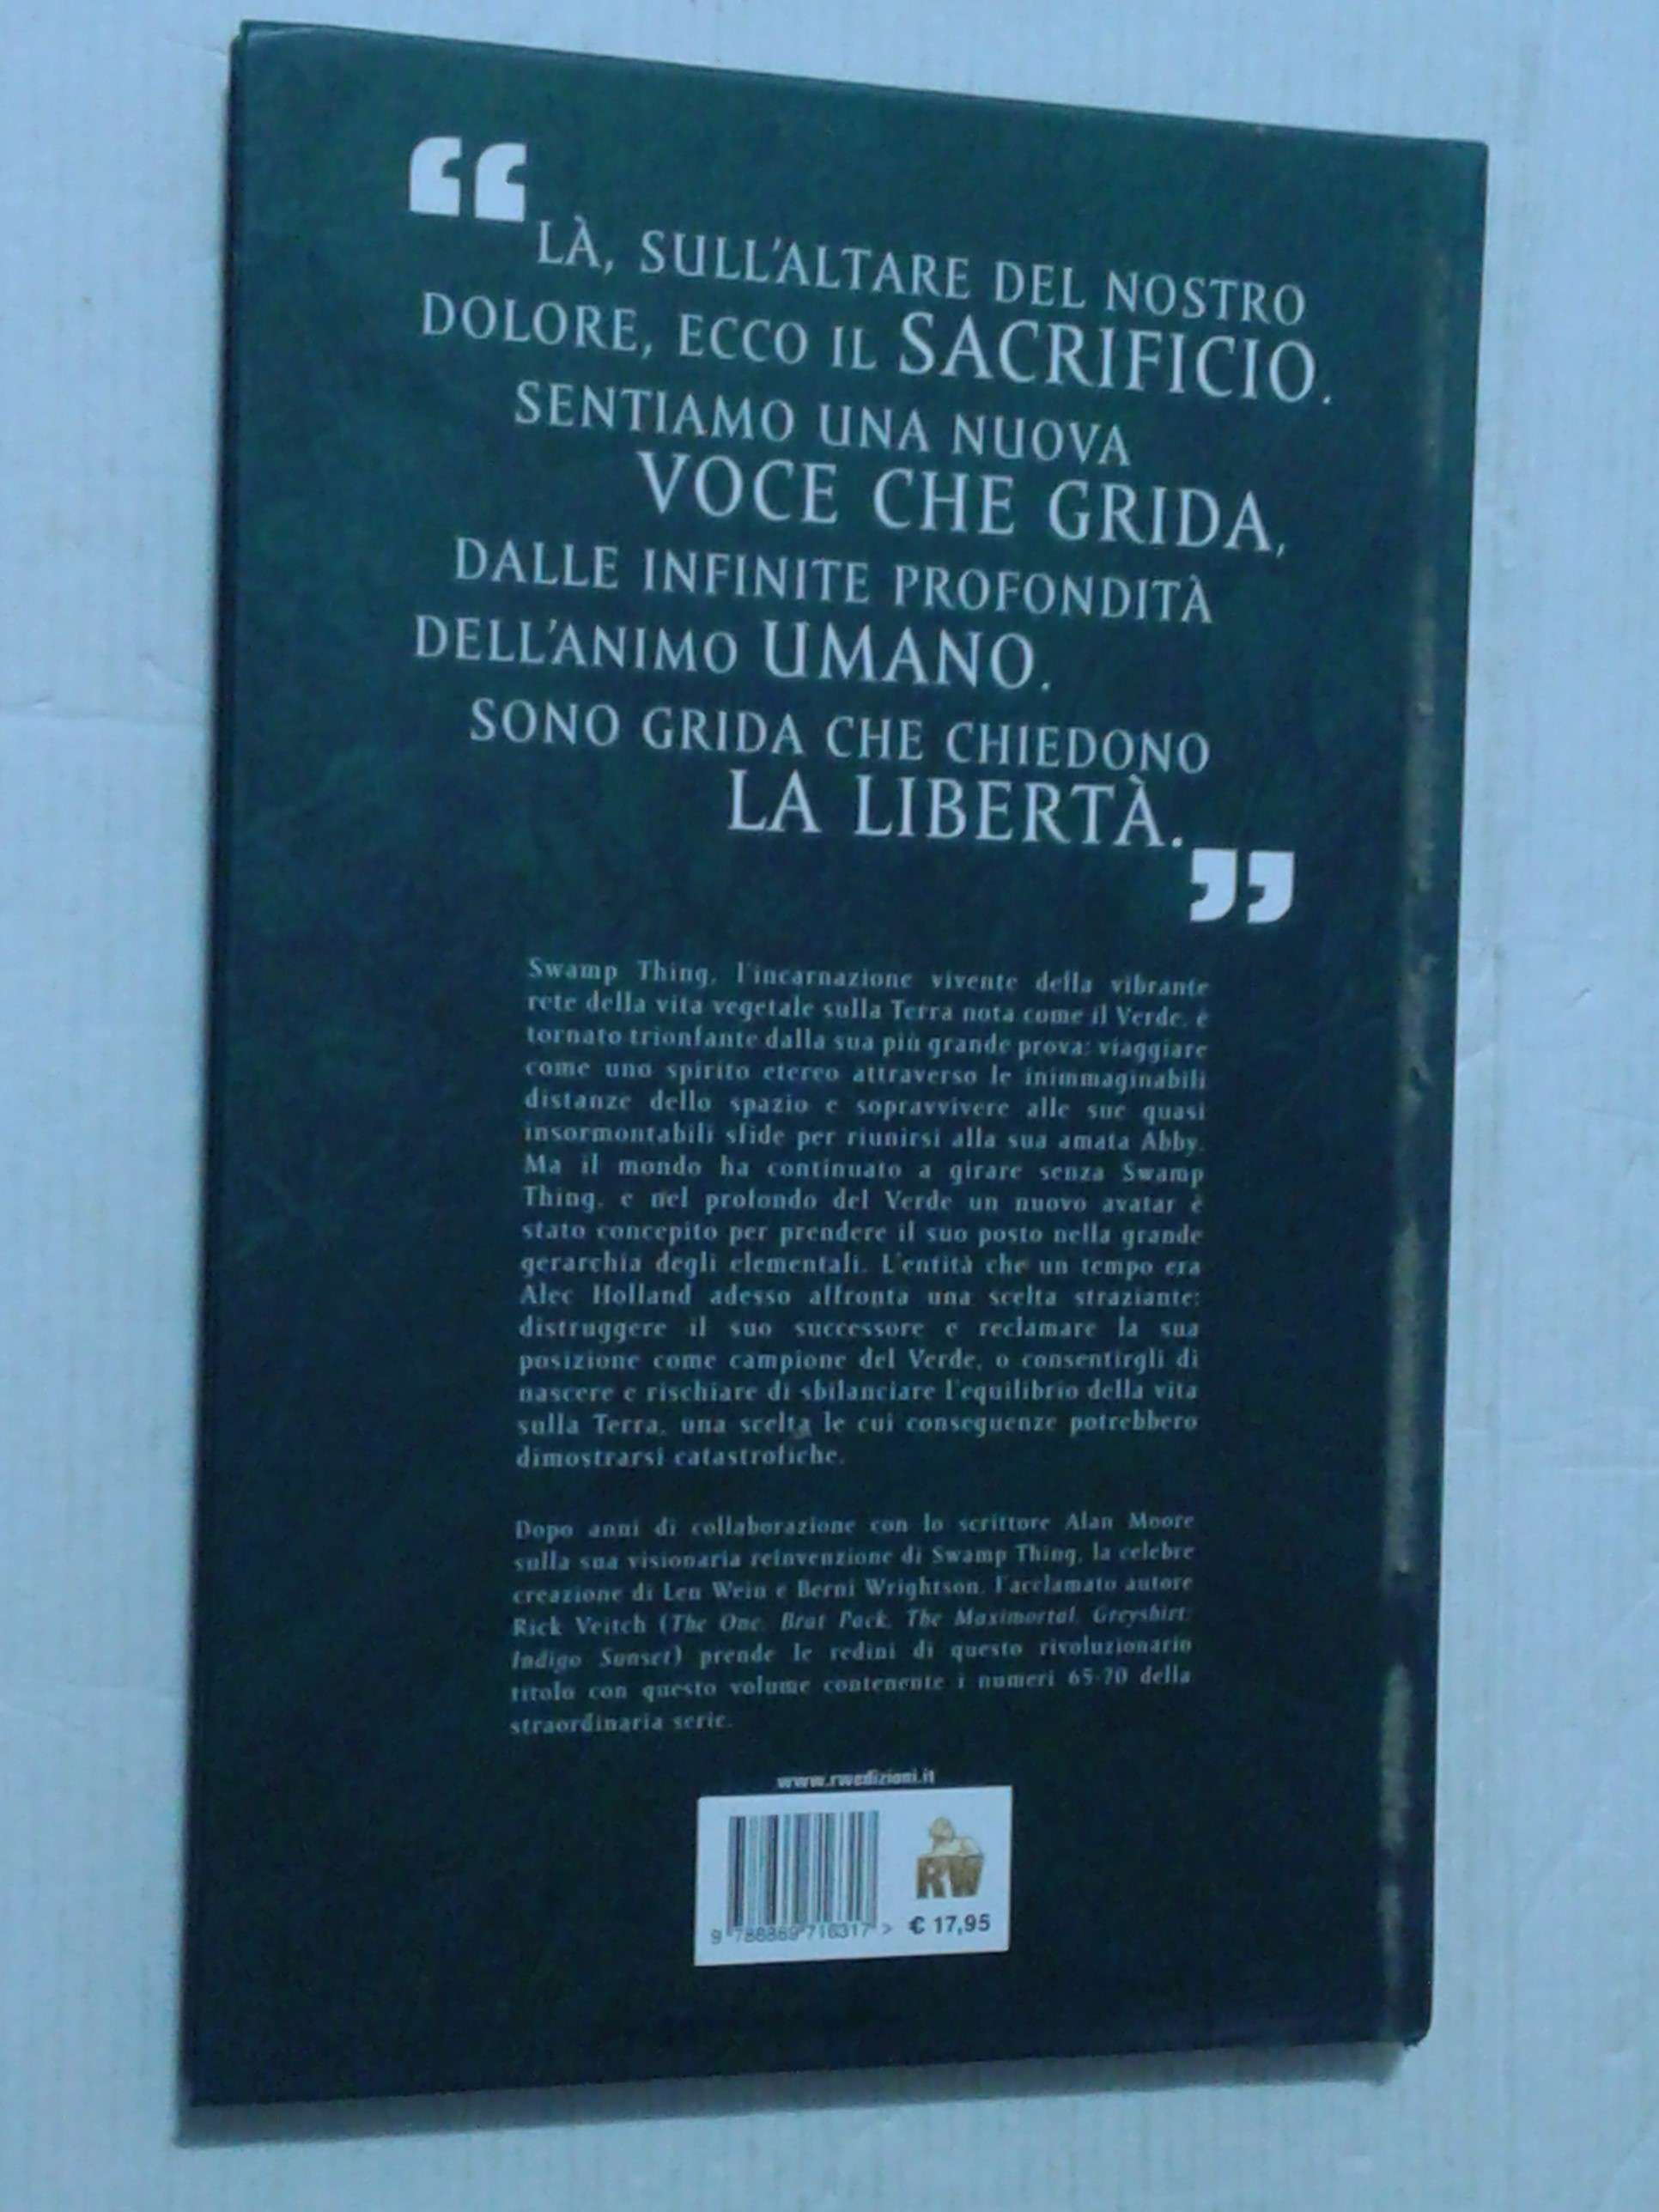 “
LÀ, SULL'ALTARE DEL NOSTRO
DOLORE, ECCO IL SACRIFICIO.
SENTIAMO UNA NUOVA
VOCE CHE GRIDA,
DALLE INFINITE PROFONDITÀ
DELL'ANIMO UMANO.
SONO GRIDA CHE CHIEDONO
LA LIBERTÀ.
”
Swamp Thing, l'incarnazione vivente della vibrante
rete della vita vegetale sulla Terra nota come il Verde, è
tornato trionfante dalla sua più grande prova: viaggiare
come uno spirito etereo attraverso le inimmaginabili
distanze dello spazio e sopravvivere alle sue quasi
insormontabili sfide per riunirsi alla sua amata Abby.
Ma il mondo ha continuato a girare senza Swamp
Thing, e nel profondo del Verde un nuovo avatar è
stato concepito per prendere il suo posto nella grande
gerarchia degli elementali. L'entità che un tempo era
Alec Holland adesso affronta una scelta straziante:
distruggere il suo successore e reclamare la sua
posizione come campione del Verde, o consentirgli di
nascere e rischiare di sbilanciare l'equilibrio della vita
sulla Terra, una scelta le cui conseguenze potrebbero
dimostrarsi catastrofiche.
Dopo anni di collaborazione con lo scrittore Alan Moore
sulla sua visionaria reinvenzione di Swamp Thing, la celebre
creazione di Len Wein e Berni Wrightson, l'acclamato autore
Rick Veitch (The One, Brat Pack, The Maximortal, Greyshirt:
Indigo Sunset) prende le redini di questo rivoluzionario
titolo con questo volume contenente i numeri 65-70 della
straordinaria serie.
www.rwedizioni.it
RW
€ 17,95